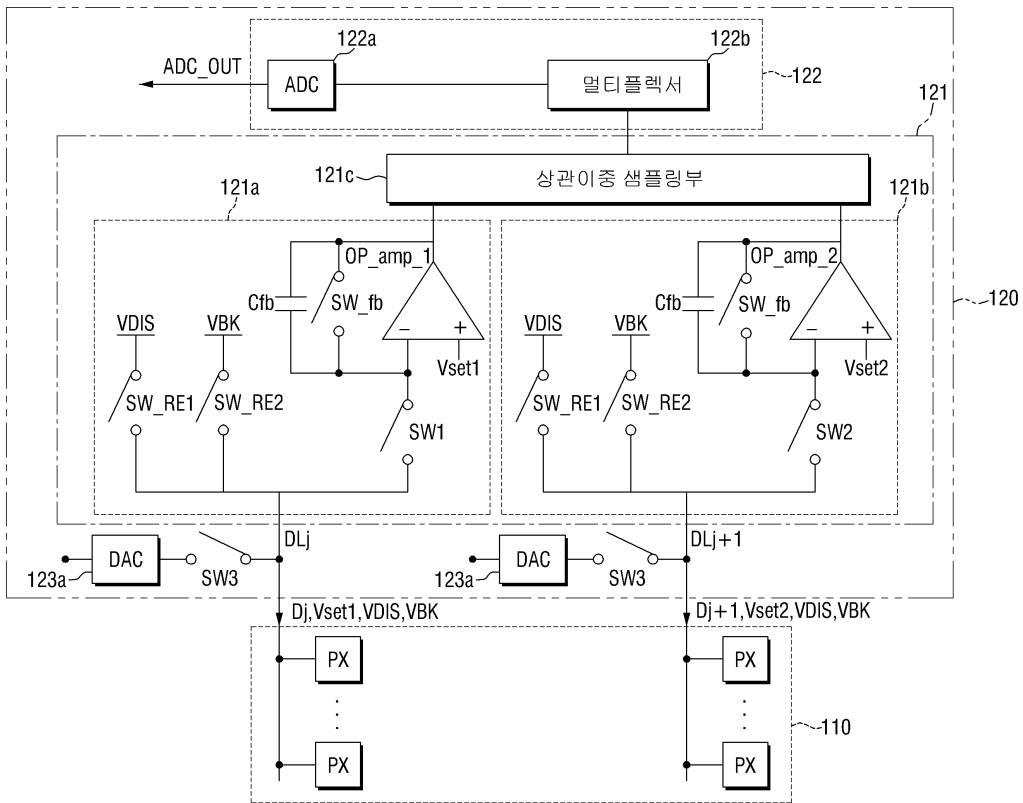 122a
122b
ADC_OUT
ADC
멀티플렉서
122
121
121c
상관이중 샘플링부
121a
121b
OP_amp_1
OP_amp_2
Cfb
SW_fb
Cfb
SW_fb
120
VDIS
VBK
− +
VDIS
VBK
− +
Vset1
Vset2
SW_RE1
SW_RE2
SW1
SW_RE1
SW_RE2
SW2
DLj
DLj+1
DAC
DAC
123a
SW3
123a
SW3
Dj,Vset1,VDIS,VBK
Dj+1,Vset2,VDIS,VBK
PX
PX
110
PX
PX